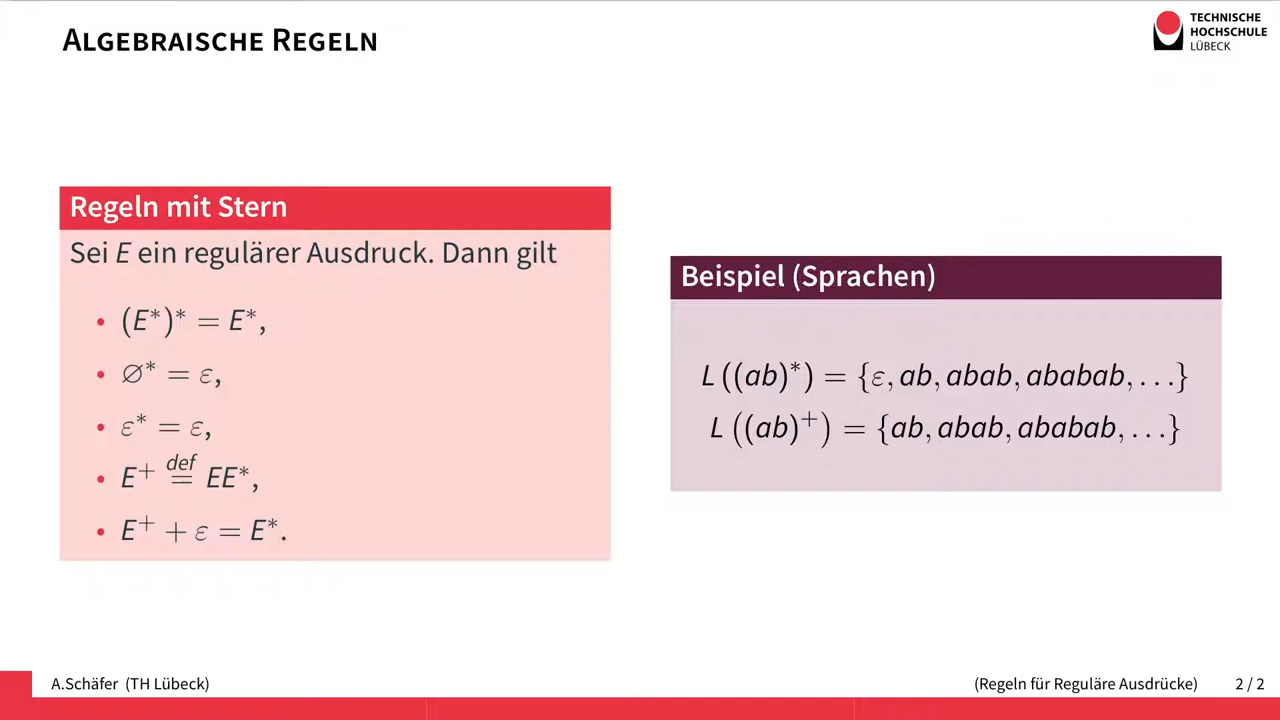 ALGEBRAISCHE REGELN
TECHNISCHE
HOCHSCHULE
LÜBECK
Regeln mit Stern
Sei E ein regulärer Ausdruck. Dann gilt
• (E*)* = E*,
• ∅* = ε,
• ε* = ε,
• E⁺ def= EE*,
• E⁺ + ε = E*.
Beispiel (Sprachen)
L((ab)*) = {ε, ab, abab, ababab, ...}
L((ab)⁺) = {ab, abab, ababab, ...}
A.Schäfer (TH Lübeck)
(Regeln für Reguläre Ausdrücke) 2 / 2